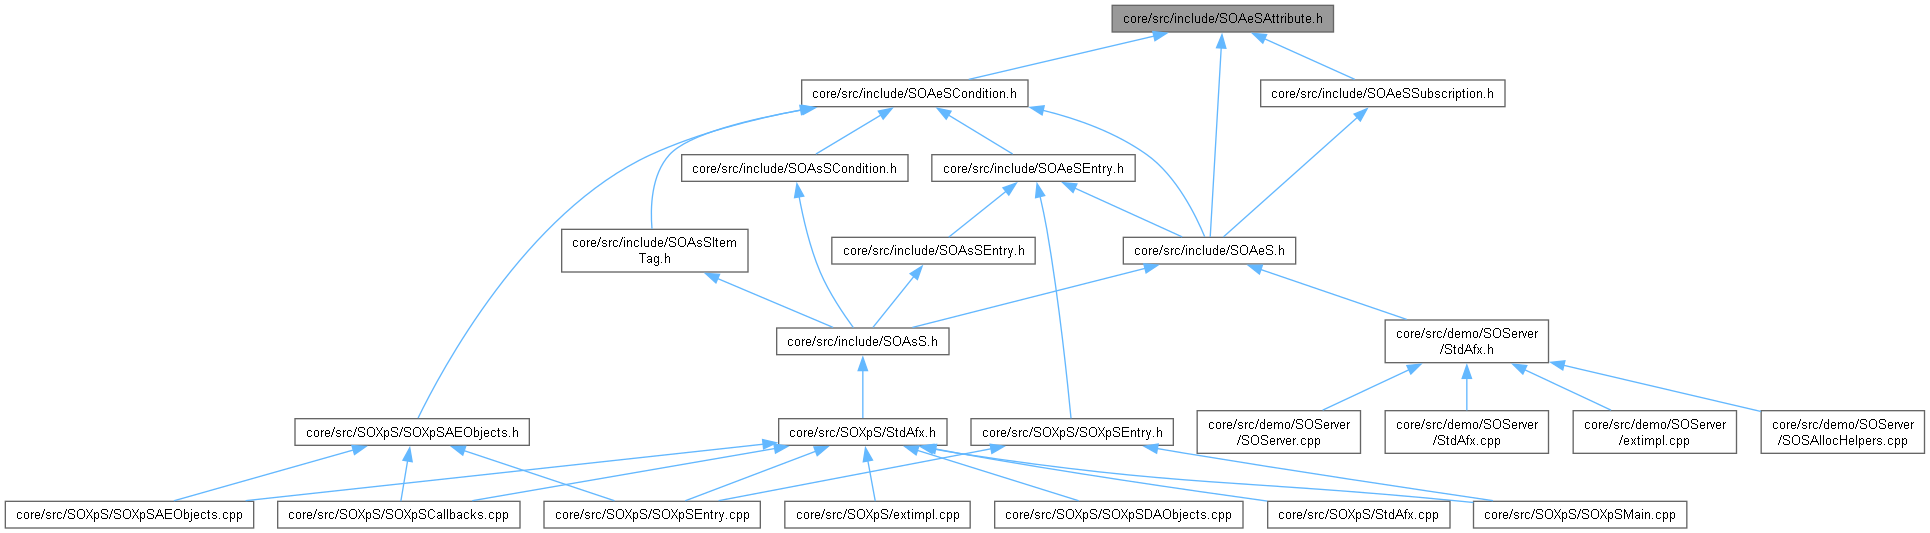 core/src/include/SOAeSAttribute.h
core/src/include/SOAeSCondition.h
core/src/include/SOAeSSubscription.h
core/src/include/SOAsSCondition.h
core/src/include/SOAeSEntry.h
core/src/include/SOAsSItem
Tag.h
core/src/include/SOAsSEntry.h
core/src/include/SOAeS.h
core/src/include/SOAsS.h
core/src/demo/SOServer
/StdAfx.h
core/src/SOXpS/SOXpSAEObjects.h
core/src/SOXpS/StdAfx.h
core/src/SOXpS/SOXpSEntry.h
core/src/demo/SOServer
/SOServer.cpp
core/src/demo/SOServer
/StdAfx.cpp
core/src/demo/SOServer
/extimpl.cpp
core/src/demo/SOServer
/SOSAllocHelpers.cpp
core/src/SOXpS/SOXpSAEObjects.cpp
core/src/SOXpS/SOXpSCallbacks.cpp
core/src/SOXpS/SOXpSEntry.cpp
core/src/SOXpS/extimpl.cpp
core/src/SOXpS/SOXpSDAObjects.cpp
core/src/SOXpS/StdAfx.cpp
core/src/SOXpS/SOXpSMain.cpp